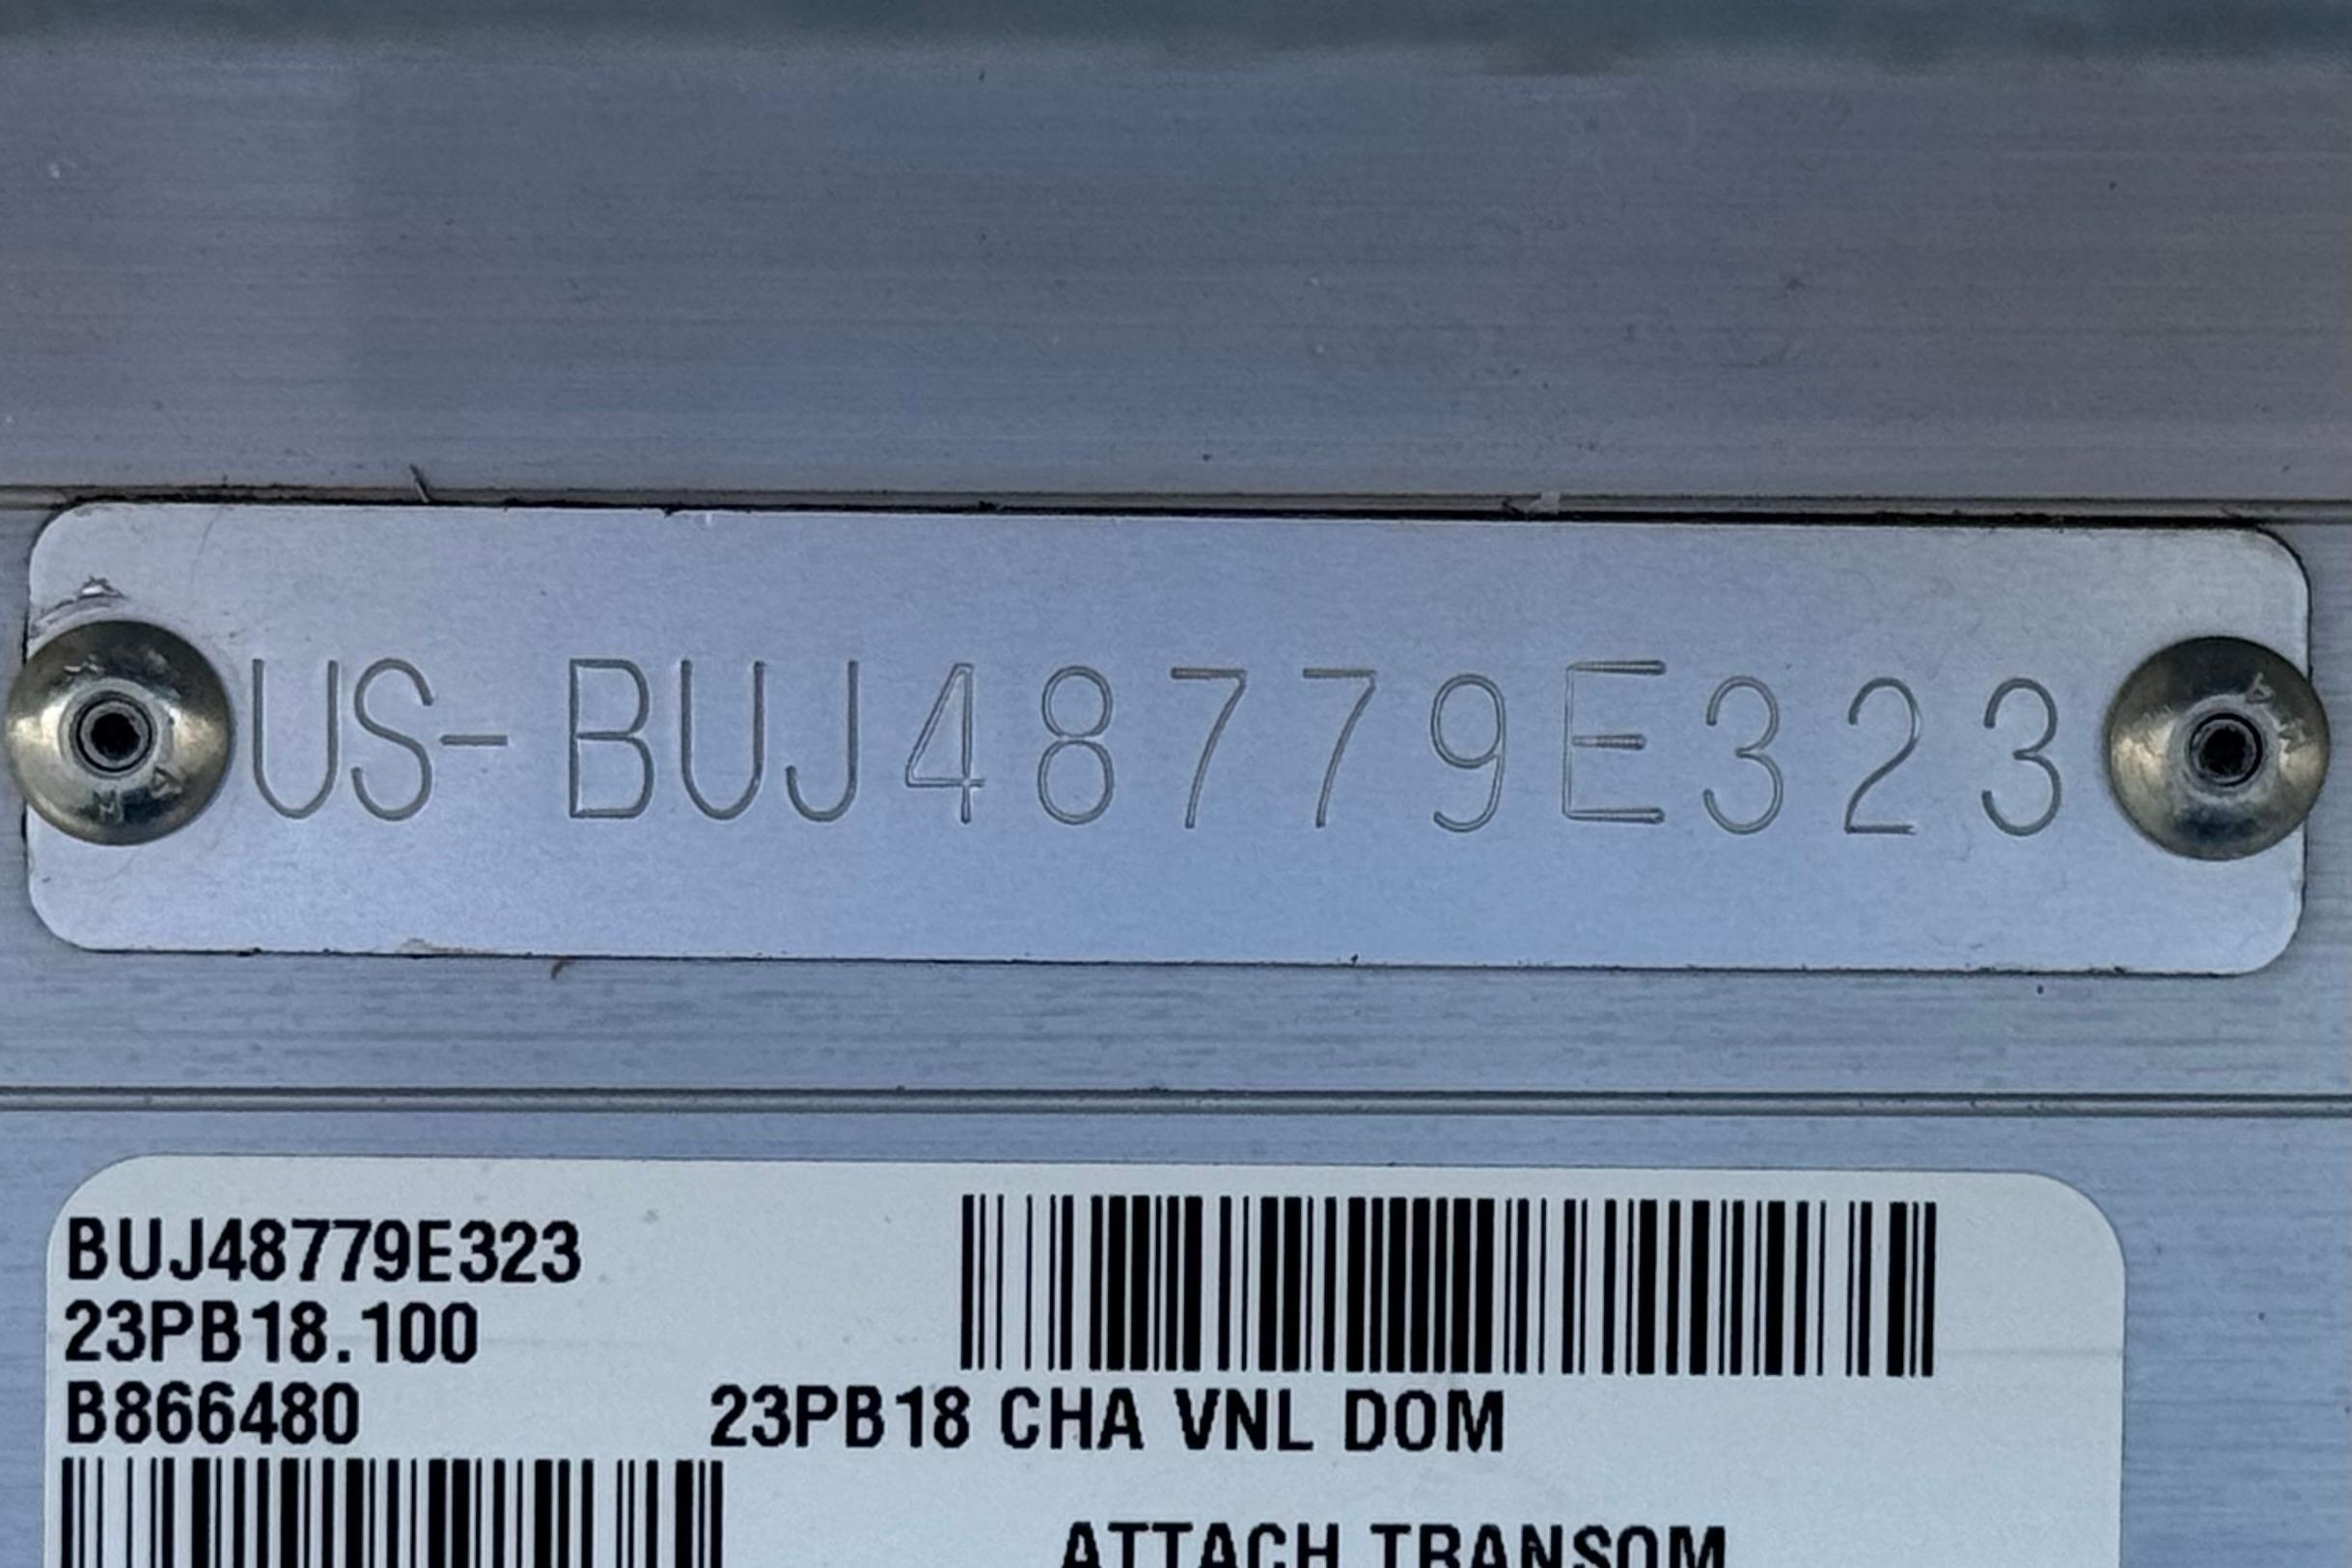 US-BUJ48779E323
BUJ48779E323
23PB18.100
B866480
23PB18 CHA VNL DOM
ATTACH TRANSOM